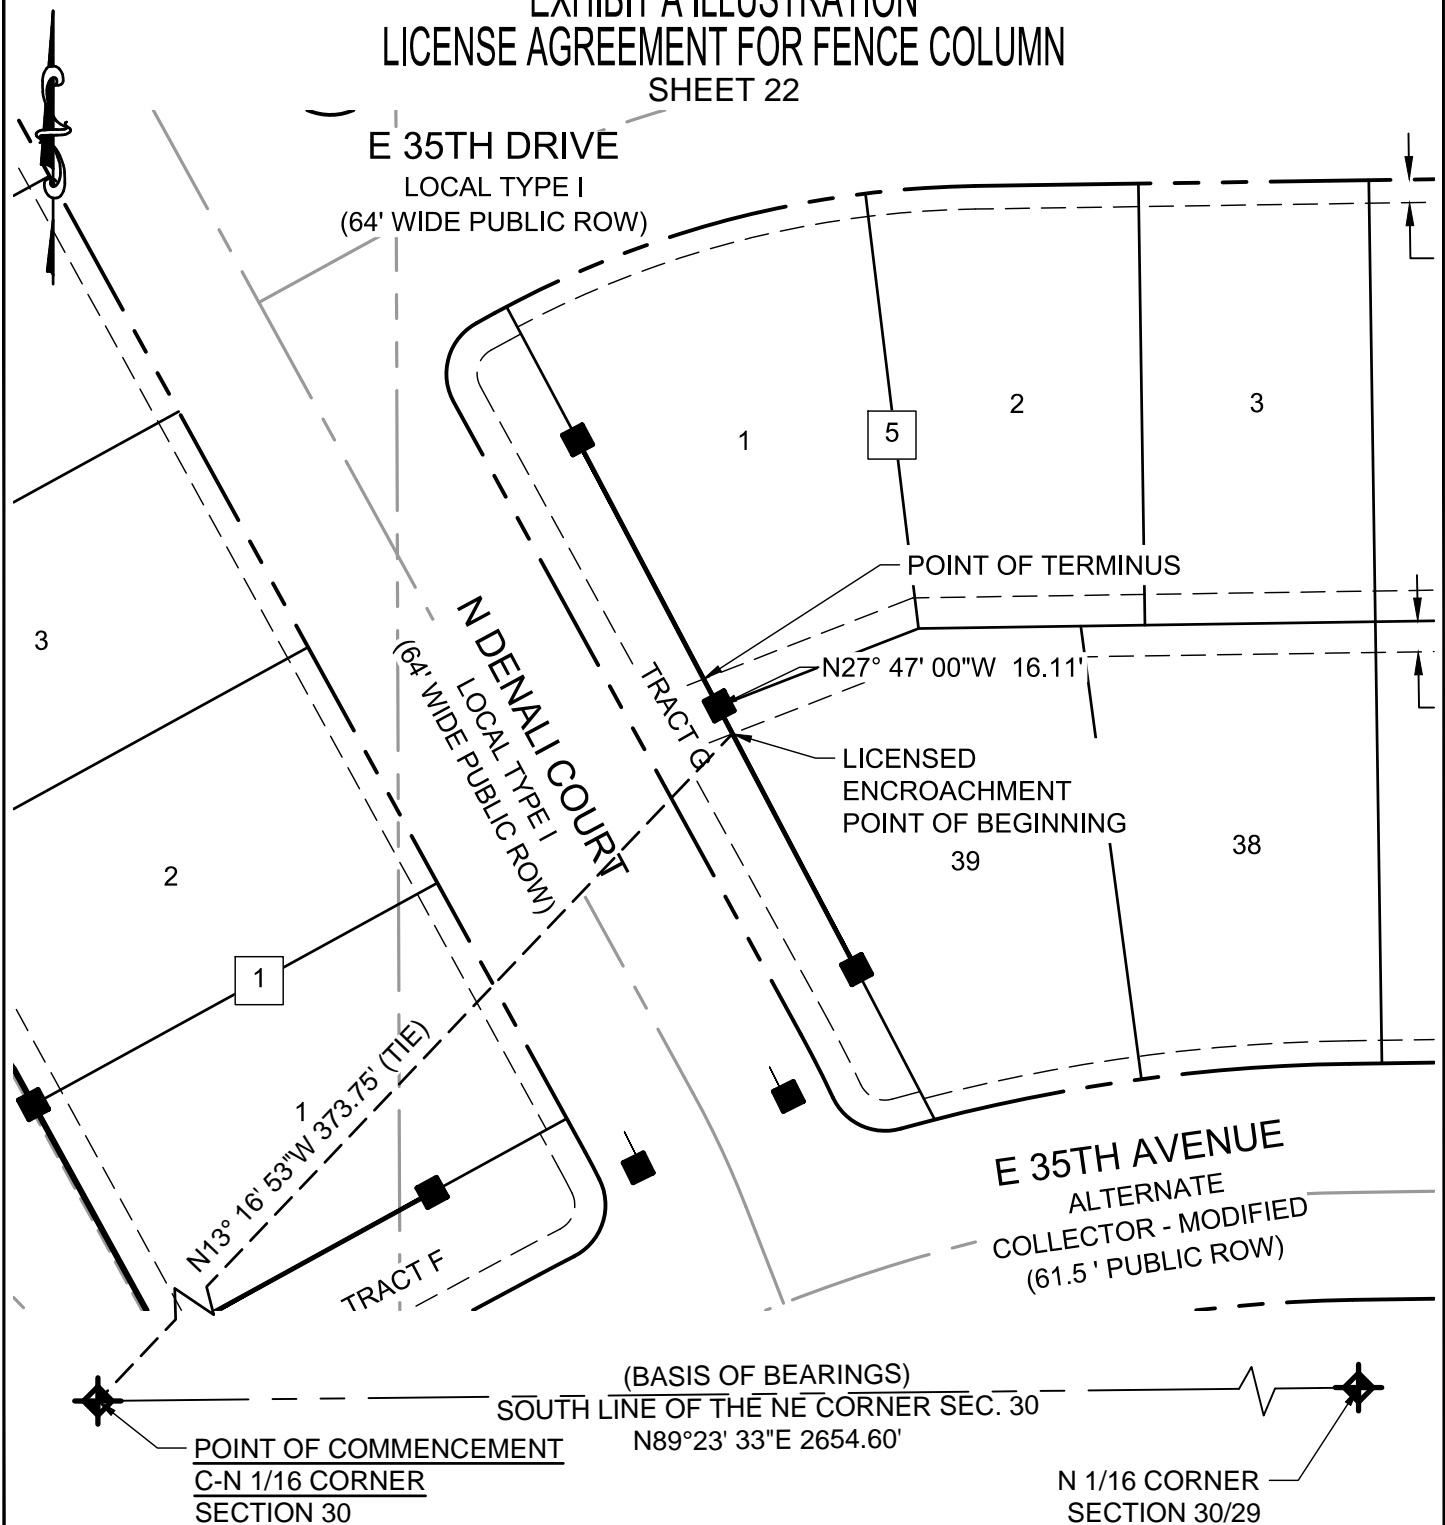 EXHIBIT A ILLUSTRATION
LICENSE AGREEMENT FOR FENCE COLUMN
SHEET 22
E 35TH DRIVE
LOCAL TYPE I
(64' WIDE PUBLIC ROW)
1
5
2
3
POINT OF TERMINUS
N27° 47' 00"W  16.11'
LICENSED
ENCROACHMENT
POINT OF BEGINNING
39
38
TRACT G
N DENALI COURT
LOCAL TYPE I
(64' WIDE PUBLIC ROW)
3
2
1
1
N13° 16' 53"W 373.75' (TIE)
TRACT F
E 35TH AVENUE
ALTERNATE
COLLECTOR - MODIFIED
(61.5 ' PUBLIC ROW)
(BASIS OF BEARINGS)
SOUTH LINE OF THE NE CORNER SEC. 30
N89°23' 33"E 2654.60'
POINT OF COMMENCEMENT
C-N 1/16 CORNER
SECTION 30
N 1/16 CORNER
SECTION 30/29